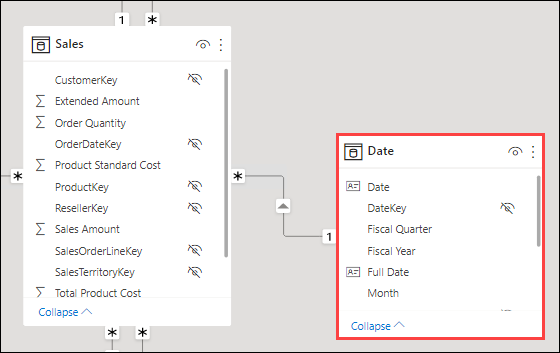 1 *
Sales
CustomerKey
Σ Extended Amount
Σ Order Quantity
OrderDateKey
Σ Product Standard Cost
ProductKey
ResellerKey
Σ Sales Amount
SalesOrderLineKey
SalesTerritoryKey
Σ Total Product Cost
Collapse
* *
* *
1
Date
Date
DateKey
Fiscal Quarter
Fiscal Year
Full Date
Month
Collapse